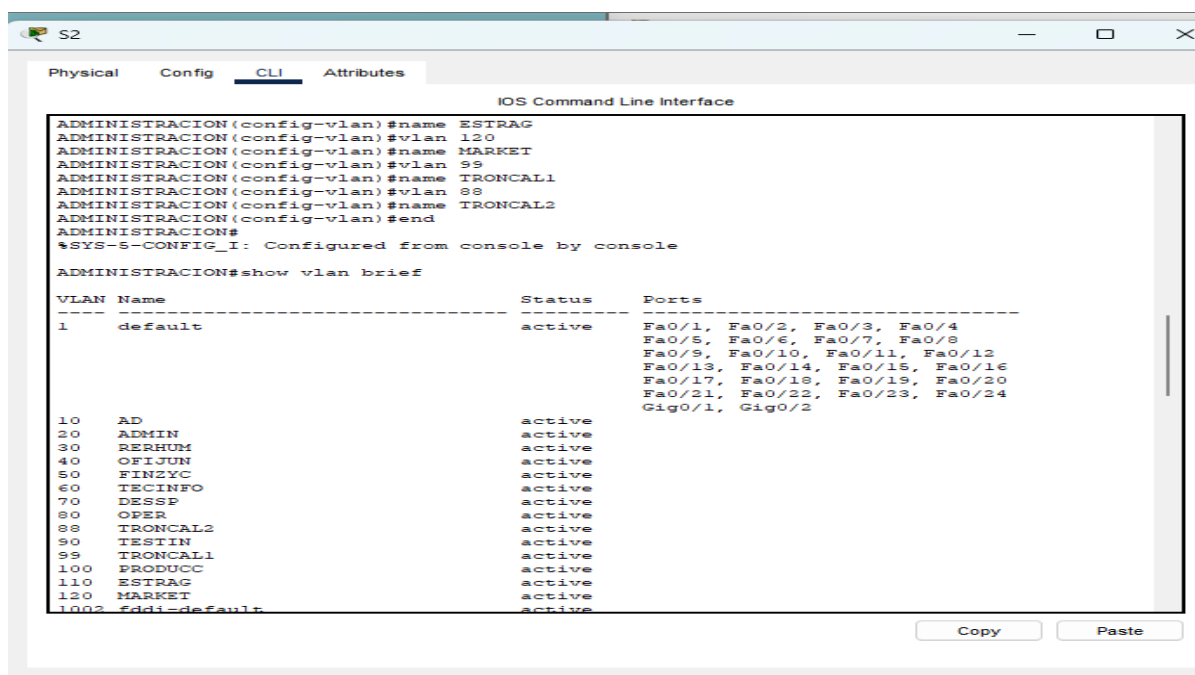 S2
Physical Config CLI Attributes
IOS Command Line Interface
ADMINISTRACION(config-vlan)#name ESTRAG
ADMINISTRACION(config-vlan)#vlan 120
ADMINISTRACION(config-vlan)#name MARKET
ADMINISTRACION(config-vlan)#vlan 99
ADMINISTRACION(config-vlan)#name TRONCAL1
ADMINISTRACION(config-vlan)#vlan 88
ADMINISTRACION(config-vlan)#name TRONCAL2
ADMINISTRACION(config-vlan)#end
ADMINISTRACION#
%SYS-5-CONFIG_I: Configured from console by console
ADMINISTRACION#show vlan brief
VLAN Name Status Ports
---- -------------------------------- --------- -------------------------------
1 default active Fa0/1, Fa0/2, Fa0/3, Fa0/4
Fa0/5, Fa0/6, Fa0/7, Fa0/8
Fa0/9, Fa0/10, Fa0/11, Fa0/12
Fa0/13, Fa0/14, Fa0/15, Fa0/16
Fa0/17, Fa0/18, Fa0/19, Fa0/20
Fa0/21, Fa0/22, Fa0/23, Fa0/24
Gig0/1, Gig0/2
10 AD active
20 ADMIN active
30 RERHUM active
40 OFIJUN active
50 FINZYC active
60 TECINFO active
70 DESSP active
80 OPER active
88 TRONCAL2 active
90 TESTIN active
99 TRONCAL1 active
100 PRODUCC active
110 ESTRAG active
120 MARKET active
1002 fddi-default active
Copy Paste